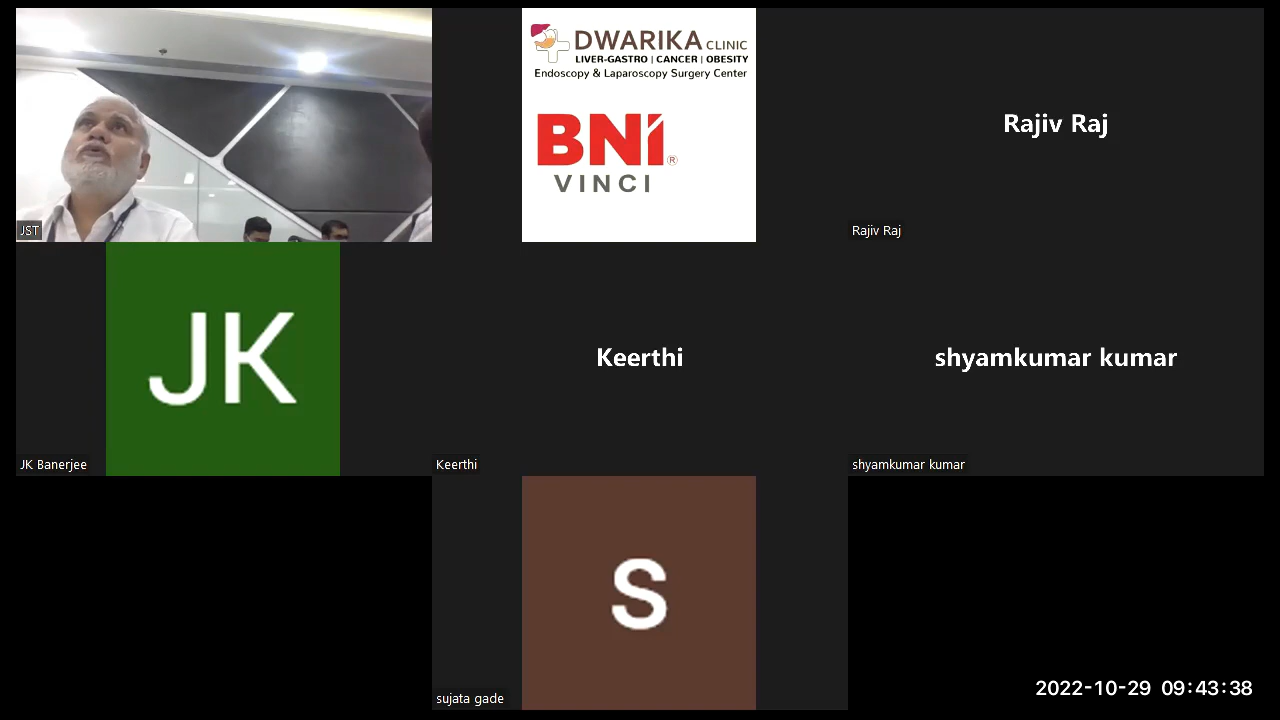 DWARIKA CLINIC
LIVER-GASTRO | CANCER | OBESITY
Endoscopy & Laparoscopy Surgery Center
BNI®
VINCI
Rajiv Raj
JST
Rajiv Raj
JK
Keerthi
shyamkumar kumar
JK Banerjee
Keerthi
shyamkumar kumar
S
sujata gade
2022-10-29 09:43:38